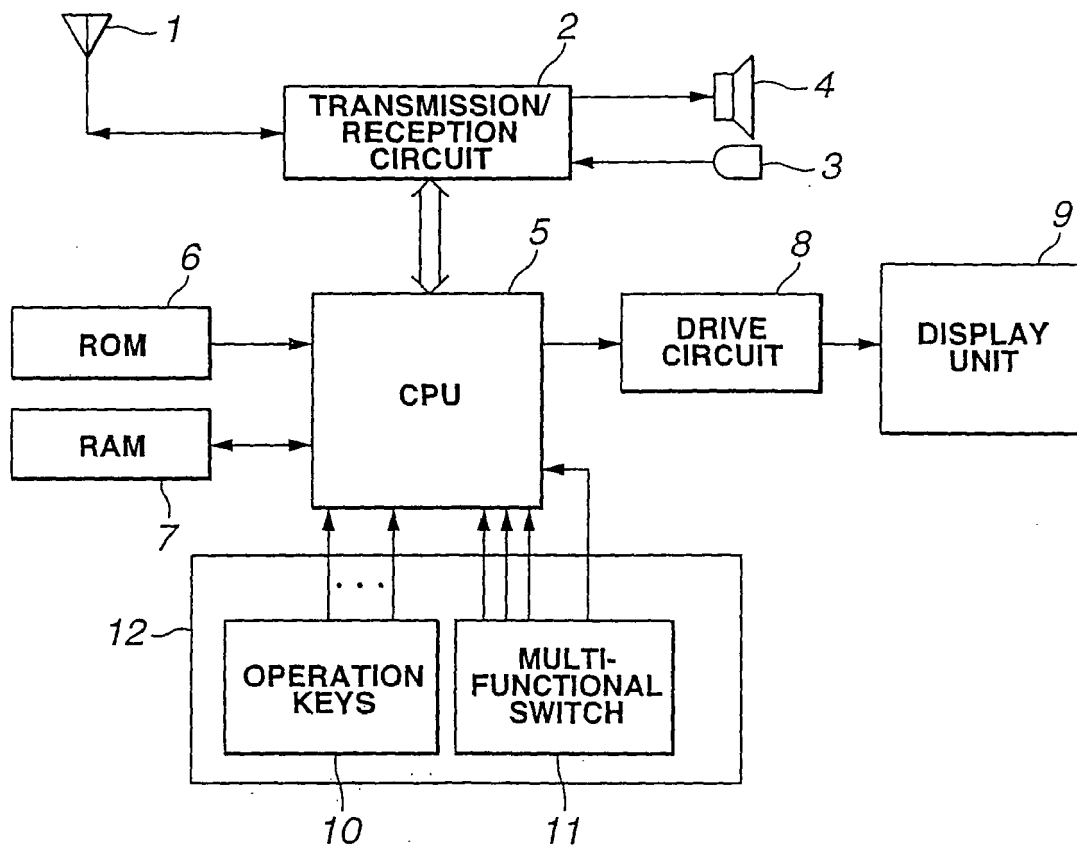 1
2
TRANSMISSION/
RECEPTION
CIRCUIT
4
3
5
6
ROM
CPU
8
DRIVE
CIRCUIT
9
DISPLAY
UNIT
RAM
7
. . .
12
OPERATION
KEYS
MULTI-
FUNCTIONAL
SWITCH
10
11